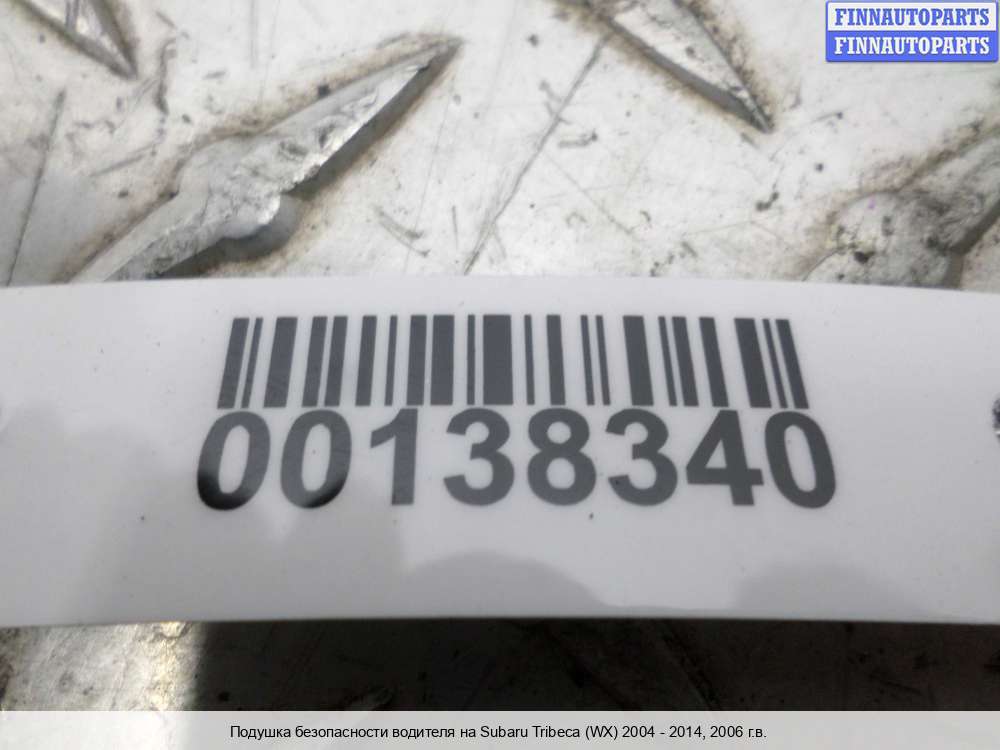 FINNAUTOPARTS
FINNAUTOPARTS
00138340
Подушка безопасности водителя на Subaru Tribeca (WX) 2004 - 2014, 2006 г.в.